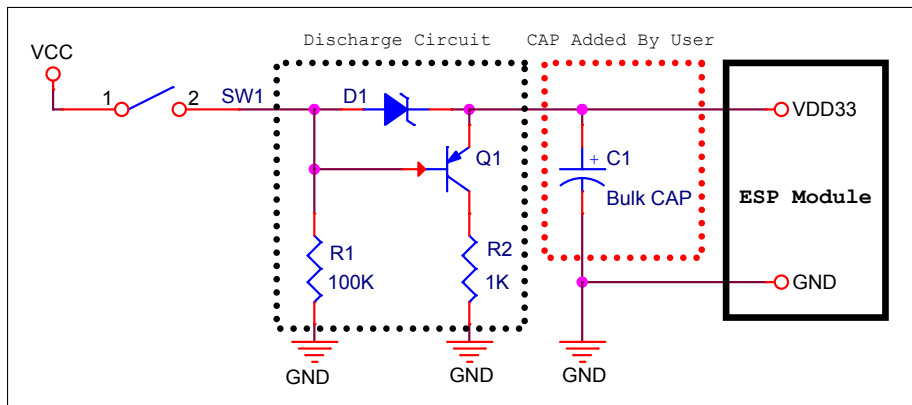 Discharge Circuit
CAP Added By User
VCC
1
2
SW1
D1
VDD33
Q1
+
C1
Bulk CAP
ESP Module
R1
100K
R2
1K
GND
GND
GND
GND